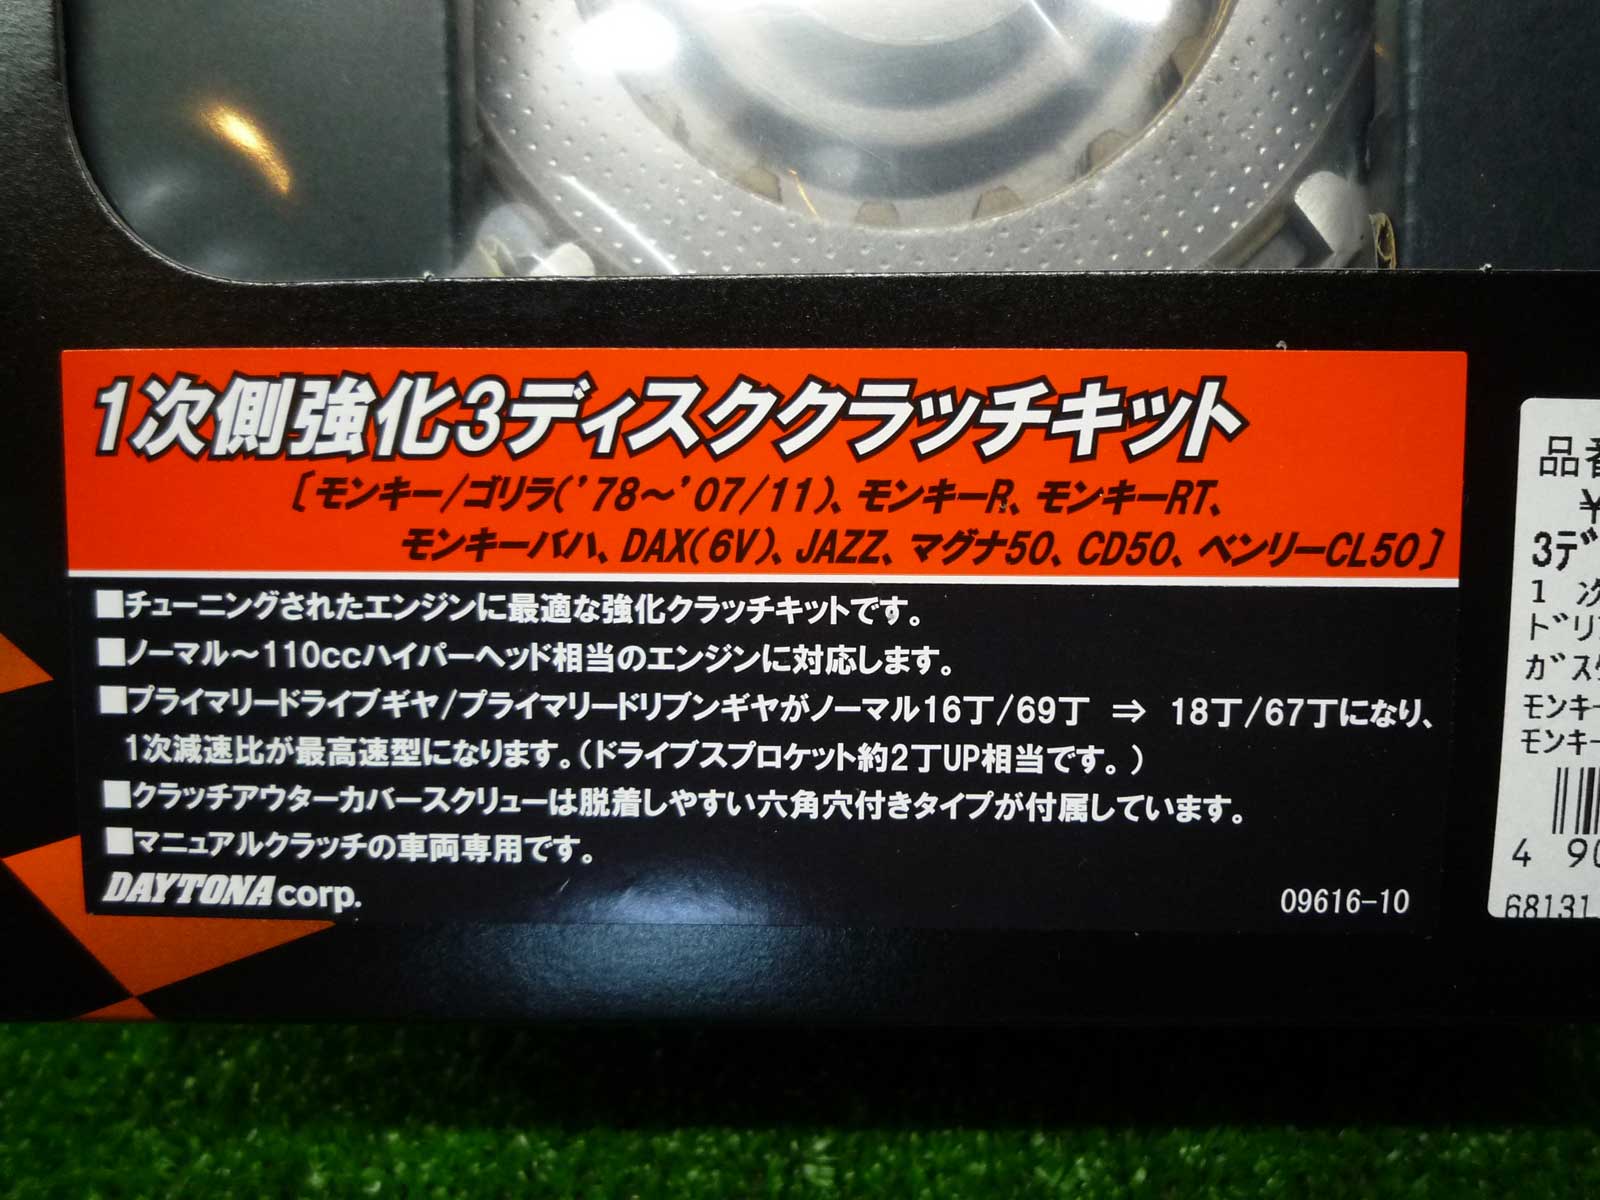 1次側強化3ディスククラッチキット
〔モンキー/ゴリラ('78～'07/11)、モンキーR、モンキーRT、
モンキーバハ、DAX(6V)、JAZZ、マグナ50、CD50、ベンリーCL50〕
■チューニングされたエンジンに最適な強化クラッチキットです。
■ノーマル～110ccハイパーヘッド相当のエンジンに対応します。
■プライマリードライブギヤ/プライマリードリブンギヤがノーマル16丁/69丁 ⇒ 18丁/67丁になり、
1次減速比が最高速型になります。(ドライブスプロケット約2丁UP相当です。)
■クラッチアウターカバースクリューは脱着しやすい六角穴付きタイプが付属しています。
■マニュアルクラッチの車両専用です。
DAYTONA corp.
09616-10
品番
¥
3デ
1 次
ドリ
ガスケ
モンキー
モンキー
4 90
68131